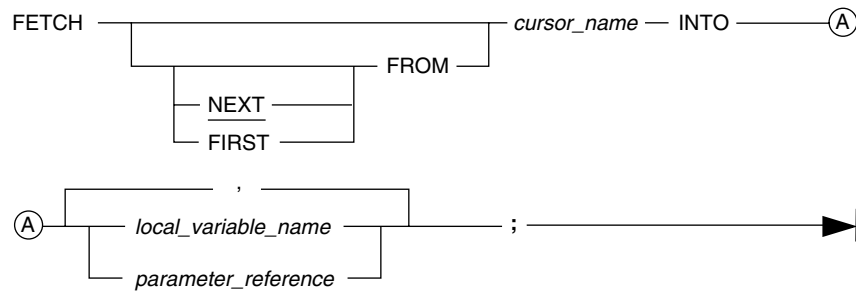 FETCH cursor_name INTO A
FROM
NEXT
FIRST
,
A local_variable_name ;
parameter_reference